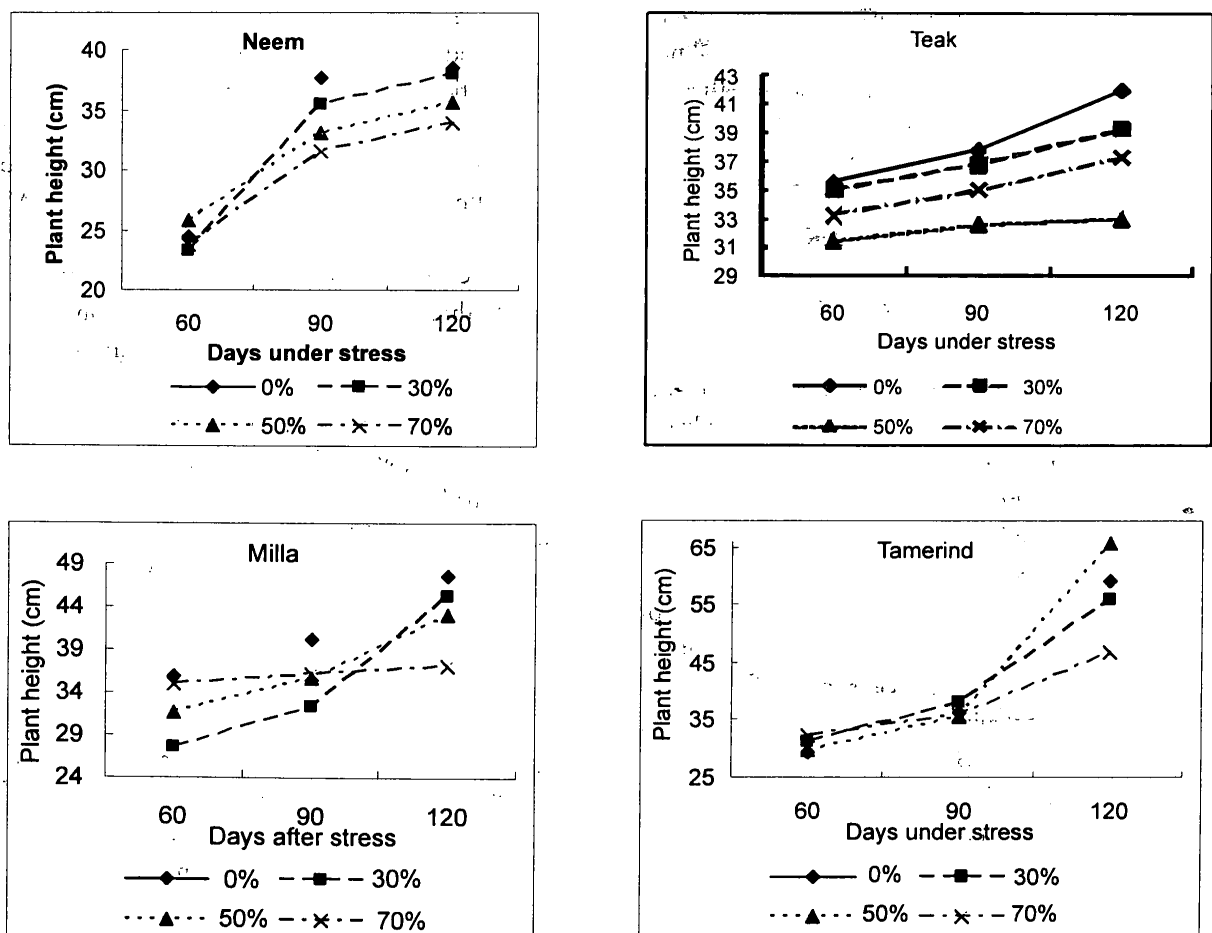 Neem
Plant height (cm)
40
35
30
25
20
60 90 120
Days under stress
0% 30%
50% 70%
Teak
Plant height (cm)
43
41
39
37
35
33
31
29
60 90 120
Days under stress
0% 30%
50% 70%
Milla
Plant height (cm)
49
44
39
34
29
24
60 90 120
Days after stress
0% 30%
50% 70%
Tamerind
Plant height (cm)
65
55
45
35
25
60 90 120
Days under stress
0% 30%
50% 70%